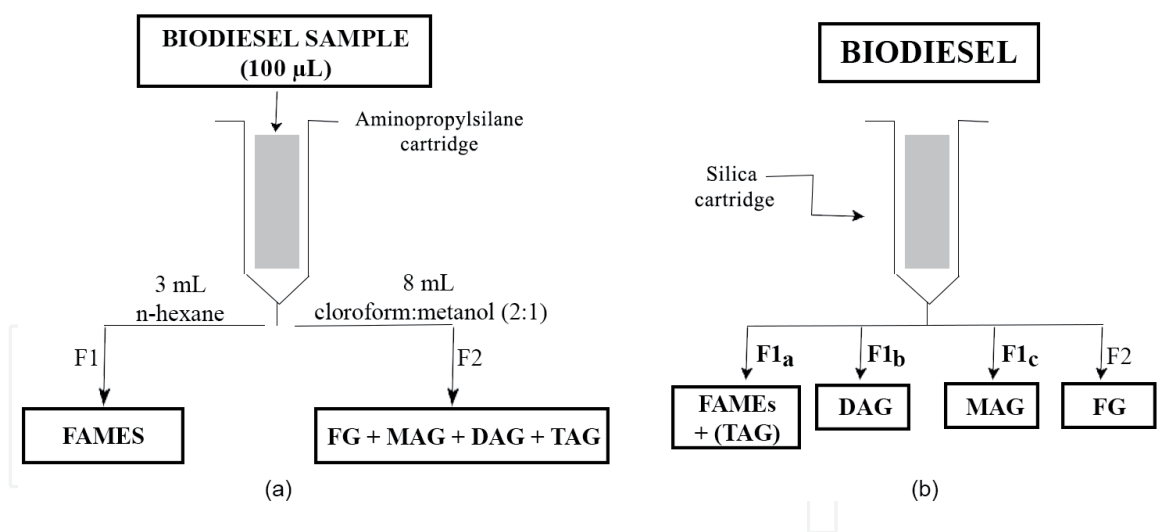 BIODIESEL SAMPLE
(100 µL)
Aminopropylsilane
cartridge
3 mL
n-hexane
8 mL
cloroform:metanol (2:1)
F1
F2
FAMES
FG + MAG + DAG + TAG
(a)
BIODIESEL
Silica
cartridge
F1a
F1b
F1c
F2
FAMEs
+ (TAG)
DAG
MAG
FG
(b)